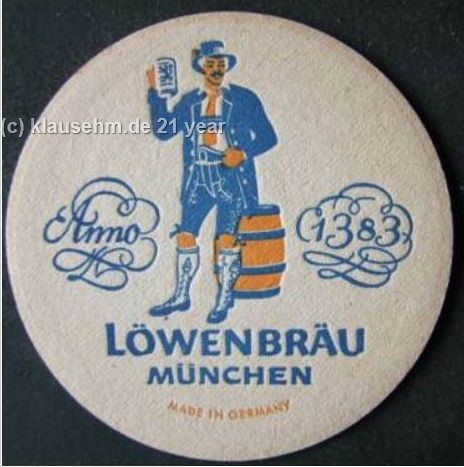 (c) klausehm.de 21 year
Anno 1383
LÖWENBRÄU
MÜNCHEN
MADE IN GERMANY